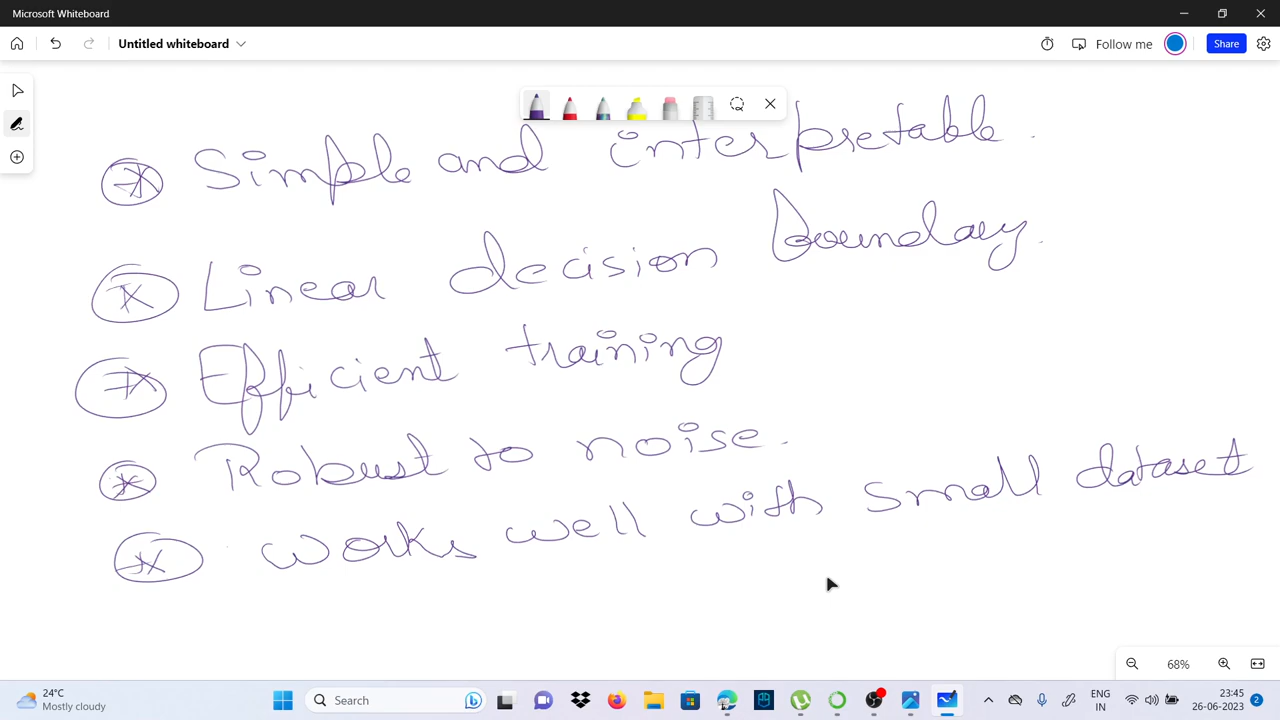 Microsoft Whiteboard
Untitled whiteboard
Follow me
Share
Simple and interpretable.
Linear decision boundary.
Efficient training
Robust to noise.
Works well with small dataset
68%
24°C
Mostly cloudy
Search
ENG
IN
23:45
26-06-2023
2